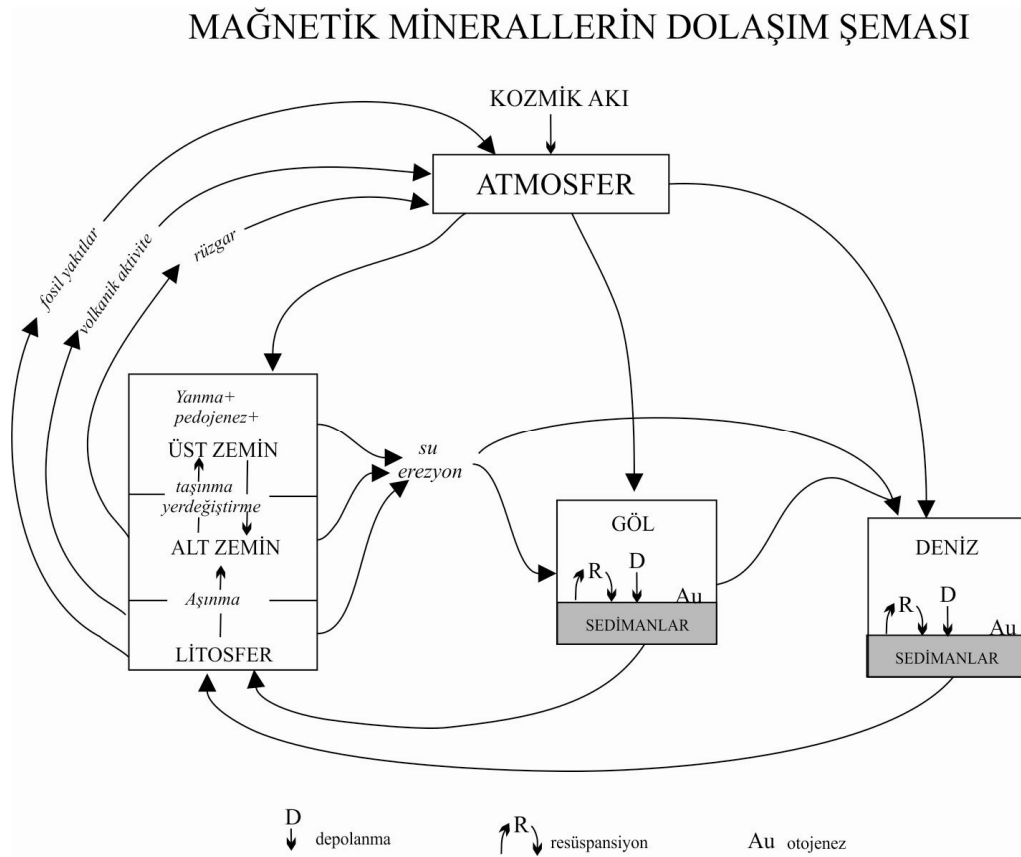 MAĞNETİK MİNERALLERİN DOLAŞIM ŞEMASI
KOZMİK AKI
ATMOSFER
fosil yakıtlar
volkanik aktivite
rüzgar
Yanma+
pedojenez+
ÜST ZEMİN
taşınma
yerdeğiştirme
ALT ZEMİN
Aşınma
LİTOSFER
su
erezyon
GÖL
R
D
Au
SEDİMANLAR
DENİZ
R
D
Au
SEDİMANLAR
D depolanma
R resüspansiyon
Au otojenez